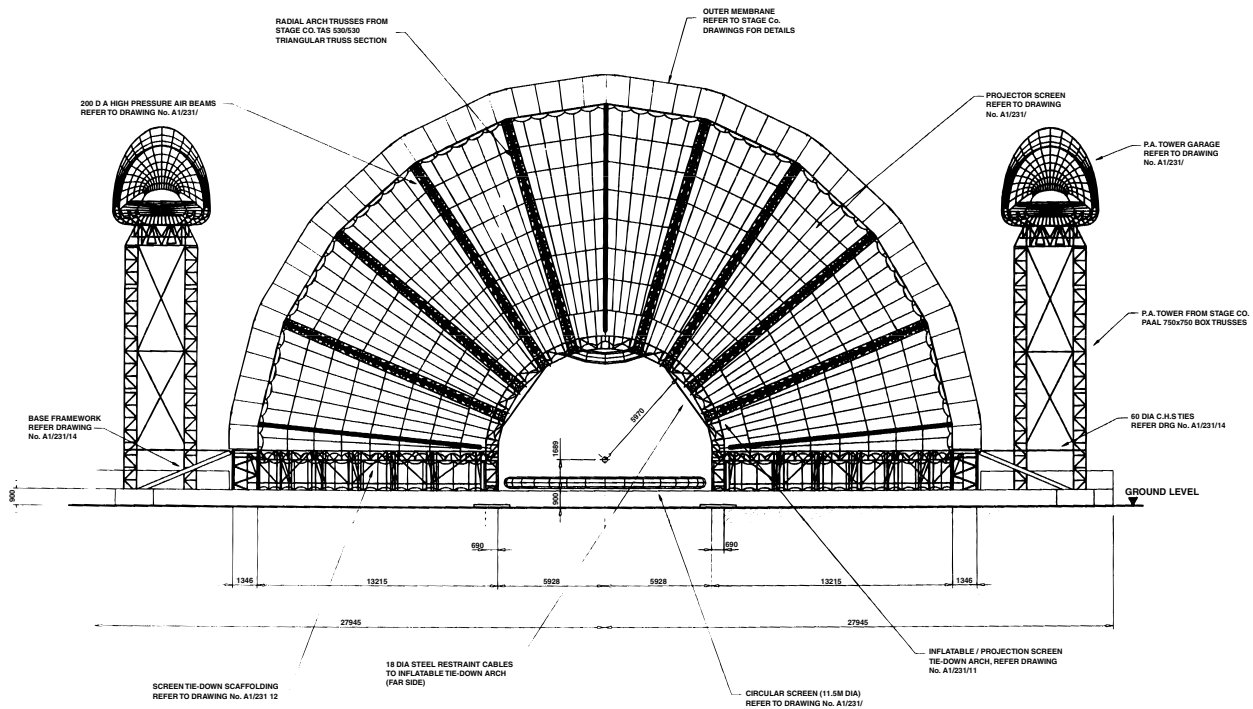 OUTER MEMBRANE
REFER TO STAGE Co.
DRAWINGS FOR DETAILS
RADIAL ARCH TRUSSES FROM
STAGE CO. TAS 530/530
TRIANGULAR TRUSS SECTION
200 D A HIGH PRESSURE AIR BEAMS
REFER TO DRAWING No. A1/231/
PROJECTOR SCREEN
REFER TO DRAWING
No. A1/231/
P.A. TOWER GARAGE
REFER TO DRAWING
No. A1/231/
P.A. TOWER FROM STAGE CO.
PAAL 750x750 BOX TRUSSES
BASE FRAMEWORK
REFER DRAWING
No. A1/231/14
60 DIA C.H.S TIES
REFER DRG No. A1/231/14
5970
1689
900
900
GROUND LEVEL
690
690
1346
13215
5928
5928
13215
1346
27945
27945
INFLATABLE / PROJECTION SCREEN
TIE-DOWN ARCH, REFER DRAWING
No. A1/231/11
18 DIA STEEL RESTRAINT CABLES
TO INFLATABLE TIE-DOWN ARCH
(FAR SIDE)
SCREEN TIE-DOWN SCAFFOLDING
REFER TO DRAWING No. A1/231 12
CIRCULAR SCREEN (11.5M DIA)
REFER TO DRAWING No. A1/231/